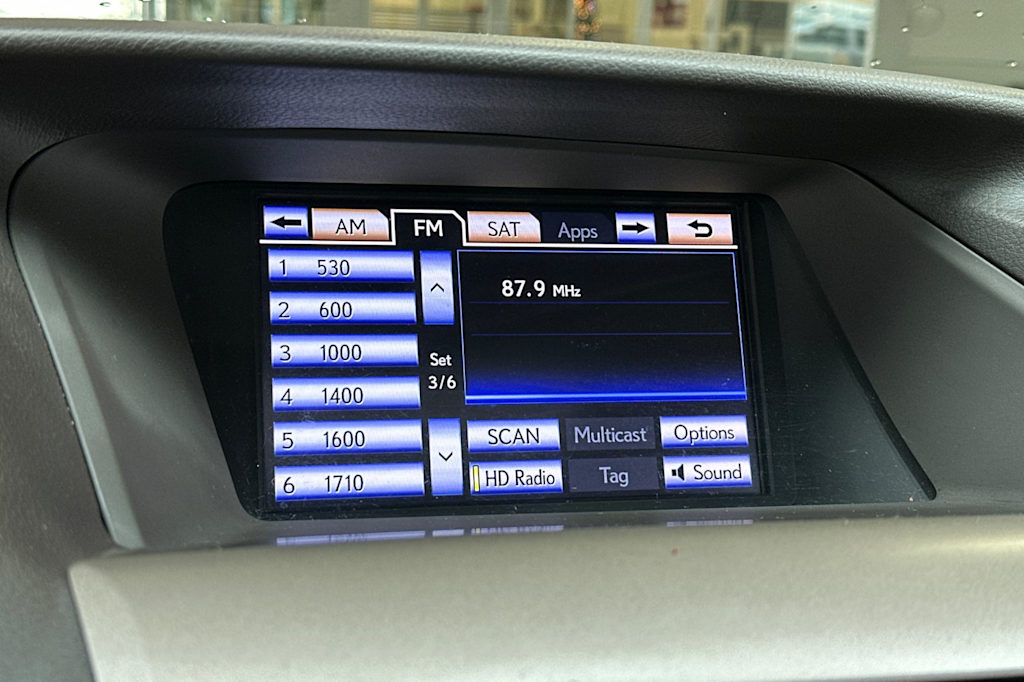 AM FM SAT Apps
1 530
2 600
3 1000
4 1400
5 1600
6 1710
Set
3/6
87.9 MHz
SCAN Multicast Options
HD Radio Tag Sound